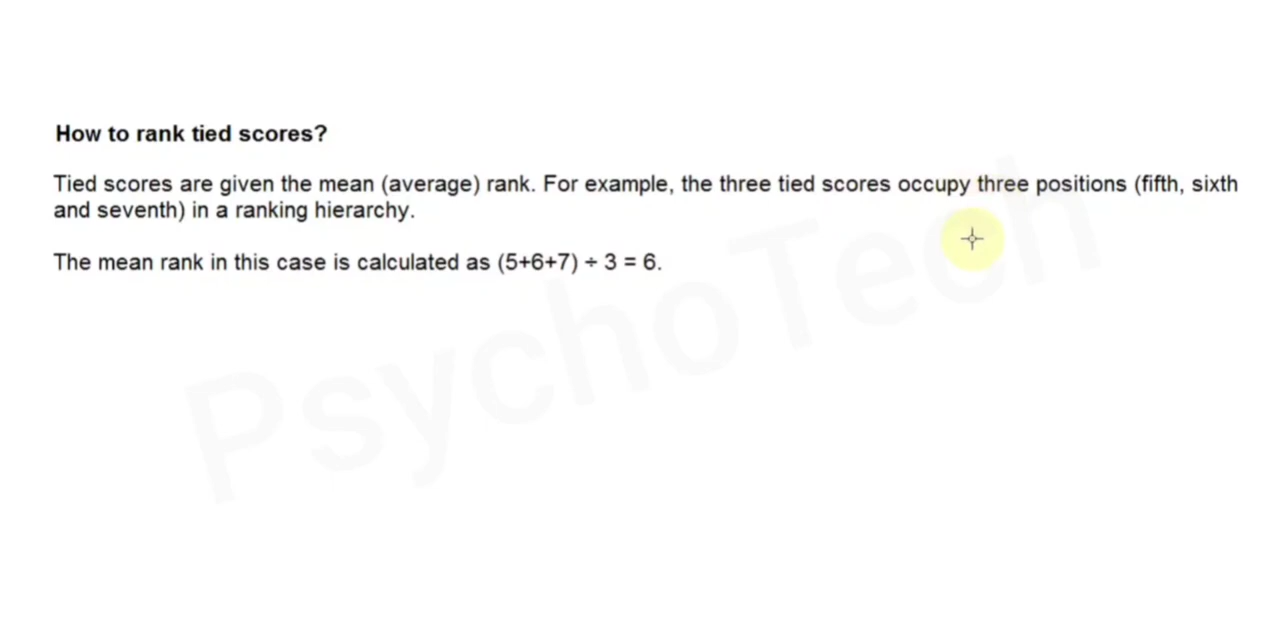 How to rank tied scores?
Tied scores are given the mean (average) rank. For example, the three tied scores occupy three positions (fifth, sixth
and seventh) in a ranking hierarchy.
The mean rank in this case is calculated as (5+6+7) ÷ 3 = 6.
PsychoTech